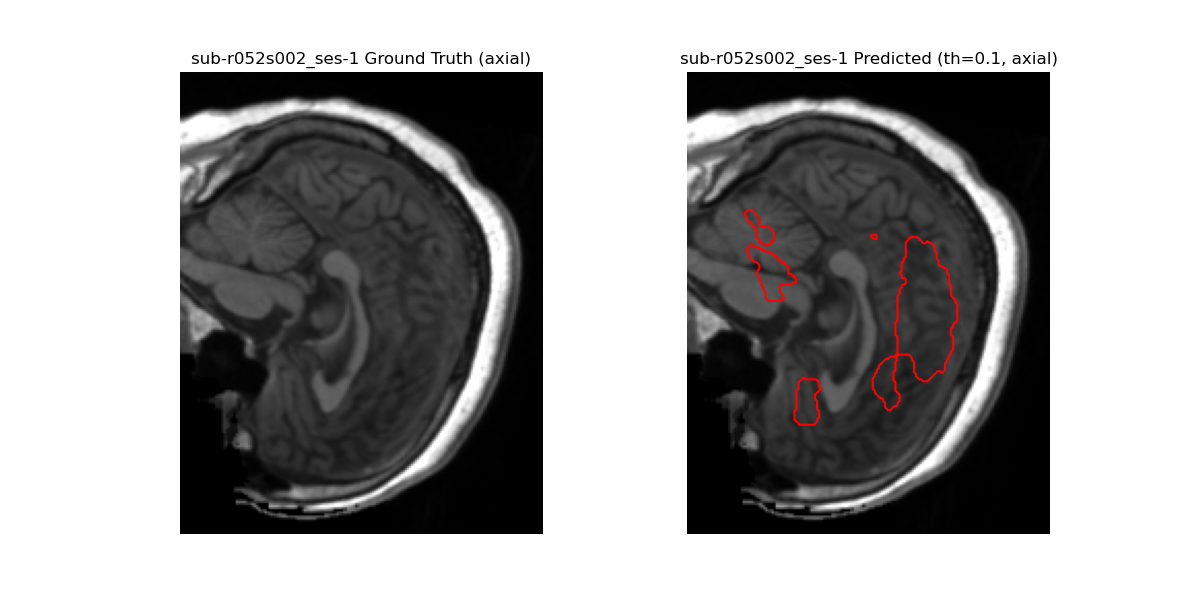 sub-r052s002_ses-1 Ground Truth (axial)
sub-r052s002_ses-1 Predicted (th=0.1, axial)